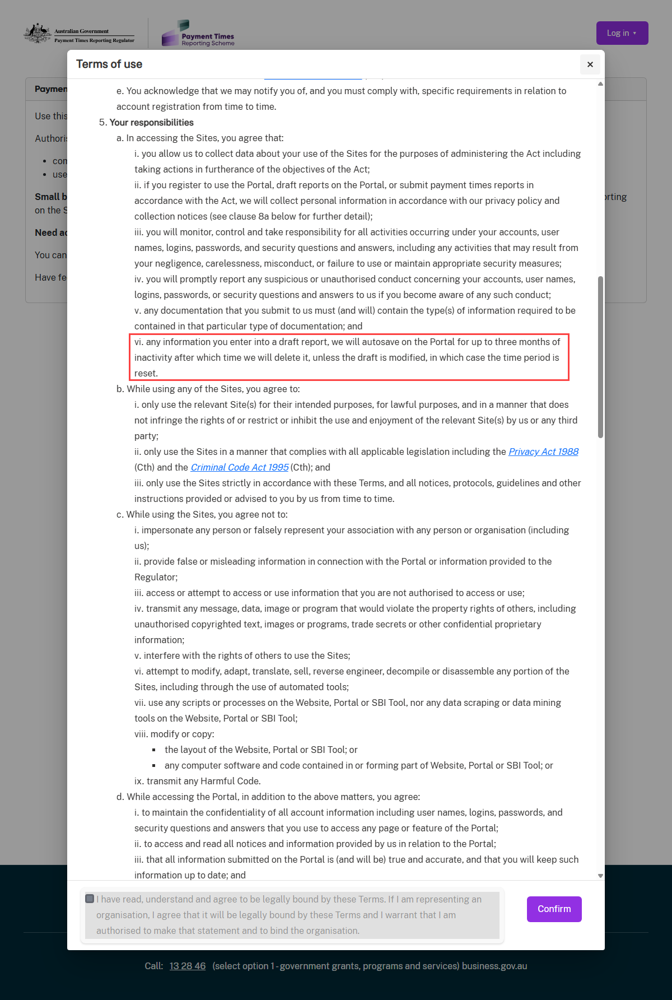 Australian Government
Payment Times Reporting Regulator
Payment Times
Reporting Scheme
Log in
Terms of use
×
e. You acknowledge that we may notify you of, and you must comply with, specific requirements in relation to
account registration from time to time.
5. Your responsibilities
a. In accessing the Sites, you agree that:
i. you allow us to collect data about your use of the Sites for the purposes of administering the Act including
taking actions in furtherance of the objectives of the Act;
ii. if you register to use the Portal, draft reports on the Portal, or submit payment times reports in
accordance with the Act, we will collect personal information in accordance with our privacy policy and
collection notices (see clause 8a below for further detail);
iii. you will monitor, control and take responsibility for all activities occurring under your accounts, user
names, logins, passwords, and security questions and answers, including any activities that may result from
your negligence, carelessness, misconduct, or failure to use or maintain appropriate security measures;
iv. you will promptly report any suspicious or unauthorised conduct concerning your accounts, user names,
logins, passwords, or security questions and answers to us if you become aware of any such conduct;
v. any documentation that you submit to us must (and will) contain the type(s) of information required to be
contained in that particular type of documentation; and
vi. any information you enter into a draft report, we will autosave on the Portal for up to three months of
inactivity after which time we will delete it, unless the draft is modified, in which case the time period is
reset.
b. While using any of the Sites, you agree to:
i. only use the relevant Site(s) for their intended purposes, for lawful purposes, and in a manner that does
not infringe the rights of or restrict or inhibit the use and enjoyment of the relevant Site(s) by us or any third
party;
ii. only use the Sites in a manner that complies with all applicable legislation including the Privacy Act 1988
(Cth) and the Criminal Code Act 1995 (Cth); and
iii. only use the Sites strictly in accordance with these Terms, and all notices, protocols, guidelines and other
instructions provided or advised to you by us from time to time.
c. While using the Sites, you agree not to:
i. impersonate any person or falsely represent your association with any person or organisation (including
us);
ii. provide false or misleading information in connection with the Portal or information provided to the
Regulator;
iii. access or attempt to access or use information that you are not authorised to access or use;
iv. transmit any message, data, image or program that would violate the property rights of others, including
unauthorised copyrighted text, images or programs, trade secrets or other confidential proprietary
information;
v. interfere with the rights of others to use the Sites;
vi. attempt to modify, adapt, translate, sell, reverse engineer, decompile or disassemble any portion of the
Sites, including through the use of automated tools;
vii. use any scripts or processes on the Website, Portal or SBI Tool, nor any data scraping or data mining
tools on the Website, Portal or SBI Tool;
viii. modify or copy:
▪ the layout of the Website, Portal or SBI Tool; or
▪ any computer software and code contained in or forming part of Website, Portal or SBI Tool; or
ix. transmit any Harmful Code.
d. While accessing the Portal, in addition to the above matters, you agree:
i. to maintain the confidentiality of all account information including user names, logins, passwords, and
security questions and answers that you use to access any page or feature of the Portal;
ii. to access and read all notices and information provided by us in relation to the Portal;
iii. that all information submitted on the Portal is (and will be) true and accurate, and that you will keep such
information up to date; and
I have read, understand and agree to be legally bound by these Terms. If I am representing an
organisation, I agree that it will be legally bound by these Terms and I warrant that I am
authorised to make that statement and to bind the organisation.
Confirm
Use this
Small
on the
Need
You can
Have
Call: 13 28 46 (select option 1 - government grants, programs and services) business.gov.au